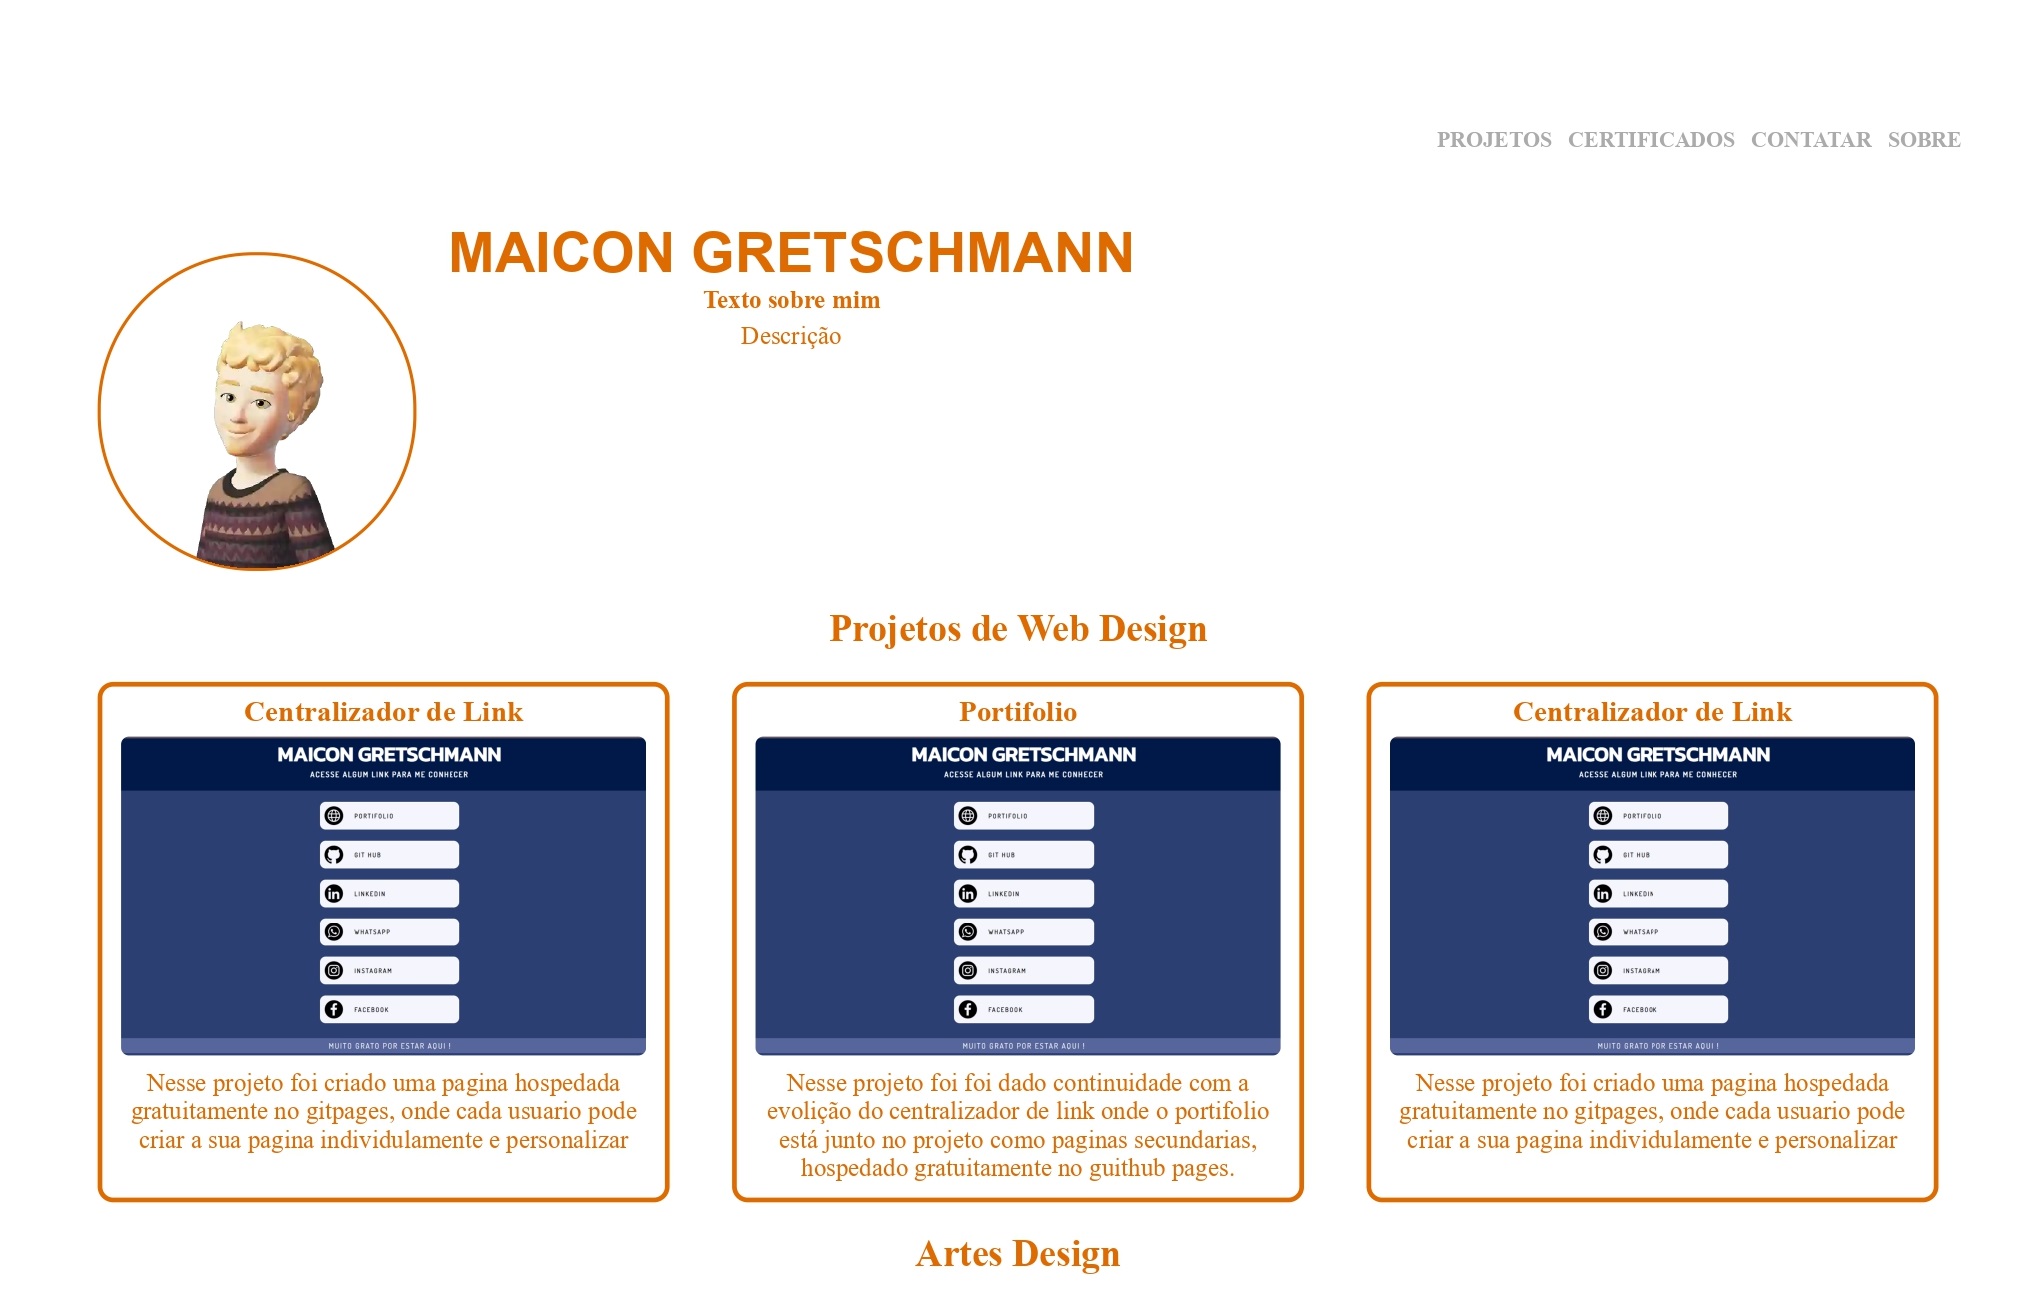 PROJETOS CERTIFICADOS CONTATAR SOBRE
MAICON GRETSCHMANN
Texto sobre mim
Descrição
Projetos de Web Design
Centralizador de Link
MAICON GRETSCHMANN
ACESSE ALGUM LINK PARA ME CONHECER
PORTIFOLIO
GIT HUB
LINKEDIN
WHATSAPP
INSTAGRAM
FACEBOOK
MUITO GRATO POR ESTAR AQUI !
Nesse projeto foi criado uma pagina hospedada
gratuitamente no gitpages, onde cada usuario pode
criar a sua pagina individulamente e personalizar
Portifolio
MAICON GRETSCHMANN
ACESSE ALGUM LINK PARA ME CONHECER
PORTIFOLIO
GIT HUB
LINKEDIN
WHATSAPP
INSTAGRAM
FACEBOOK
MUITO GRATO POR ESTAR AQUI !
Nesse projeto foi foi dado continuidade com a
evolição do centralizador de link onde o portifolio
está junto no projeto como paginas secundarias,
hospedado gratuitamente no guithub pages.
Centralizador de Link
MAICON GRETSCHMANN
ACESSE ALGUM LINK PARA ME CONHECER
PORTIFOLIO
GIT HUB
LINKEDIN
WHATSAPP
INSTAGRAM
FACEBOOK
MUITO GRATO POR ESTAR AQUI !
Nesse projeto foi criado uma pagina hospedada
gratuitamente no gitpages, onde cada usuario pode
criar a sua pagina individulamente e personalizar
Artes Design